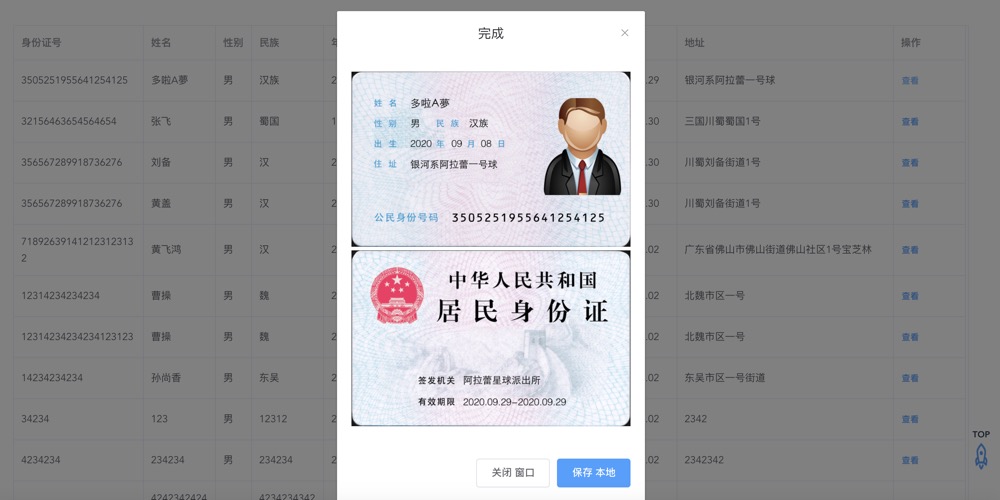 身份证号 姓名 性别 民族 地址 操作
3505251955641254125 多啦A夢 男 汉族 2 29 银河系阿拉蕾一号球 查看
32156463654564654 张飞 男 蜀国 1 30 三国川蜀蜀国1号 查看
356567289918736276 刘备 男 汉 2 30 川蜀刘备街道1号 查看
356567289918736276 黄盖 男 汉 2 30 川蜀刘备街道1号 查看
71892639141212312313
2 黄飞鸿 男 汉 2 .02 广东省佛山市佛山街道佛山社区1号宝芝林 查看
12314234234234 曹操 男 魏 2 .02 北魏市区一号 查看
12314234234234123123 曹操 男 魏 2 .02 北魏市区一号 查看
14234234234 孙尚香 男 东吴 2 .02 东吴市区一号街道 查看
34234 123 男 12312 2 .02 2342 查看
4234234 234234 男 234234 2 .02 2342342 查看
4242342424 4234234342
完成
×
姓名 多啦A夢
性别 男 民族 汉族
出生 2020 年 09 月 08 日
住址 银河系阿拉蕾一号球
公民身份号码 3505251955641254125
中华人民共和国
居民身份证
签发机关 阿拉蕾星球派出所
有效期限 2020.09.29-2020.09.29
关闭 窗口 保存 本地
TOP